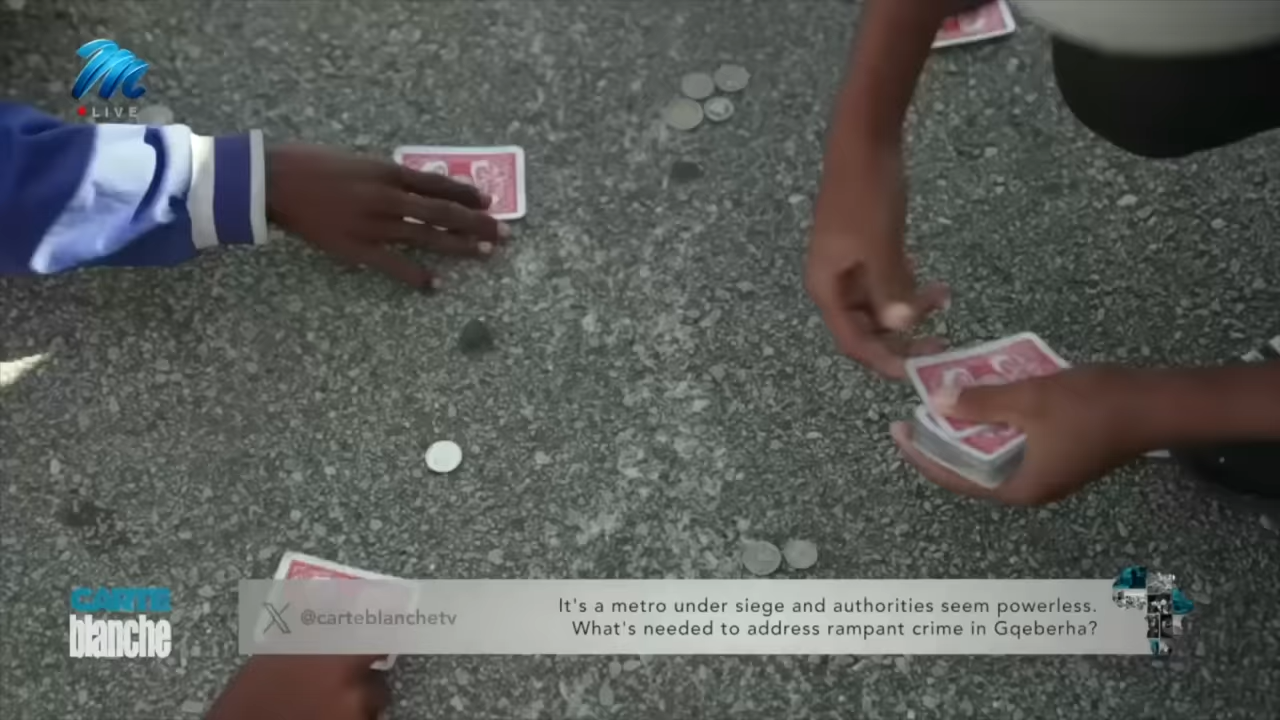 LIVE
CARTE
blanche
@carteblanchetv
It's a metro under siege and authorities seem powerless.
What's needed to address rampant crime in Gqeberha?